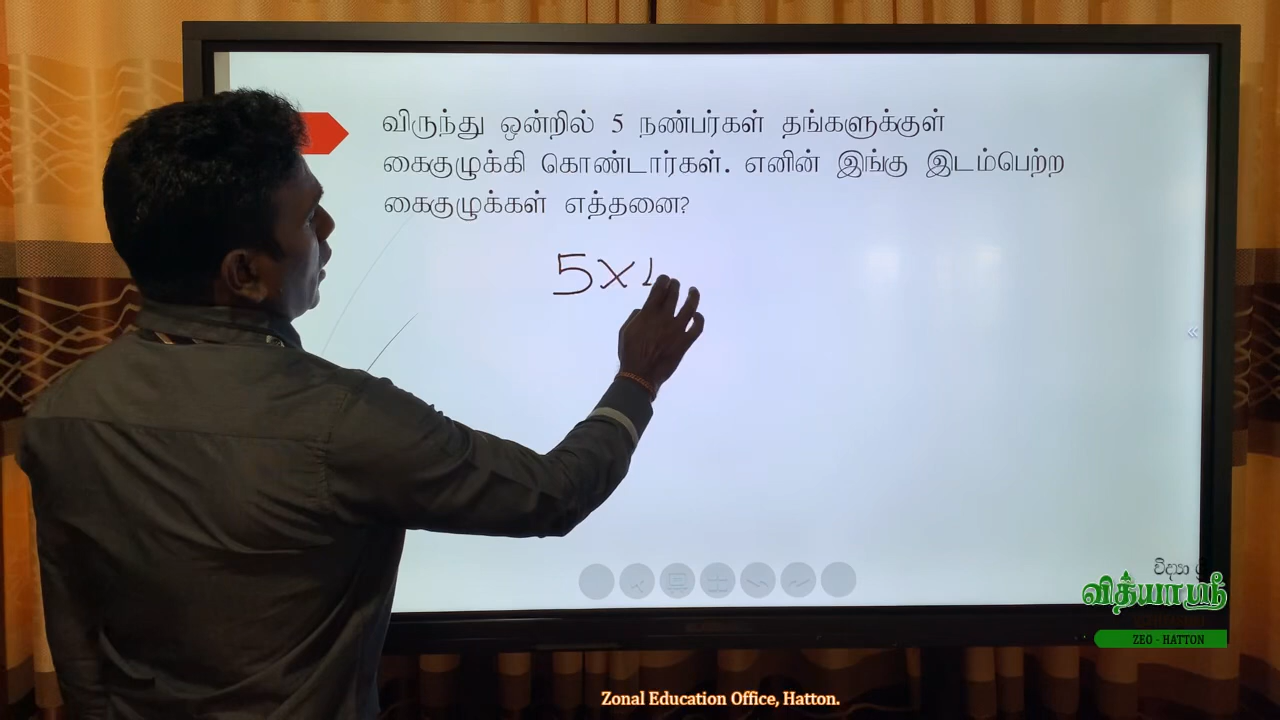 விருந்து ஒன்றில் 5 நண்பர்கள் தங்களுக்குள்
கைகுழுக்கி கொண்டார்கள். எனின் இங்கு இடம்பெற்ற
கைகுழுக்கள் எத்தனை?
5×
විද්‍යා
வித்யாஸ்ரீ
ZEO - HATTON
Zonal Education Office, Hatton.